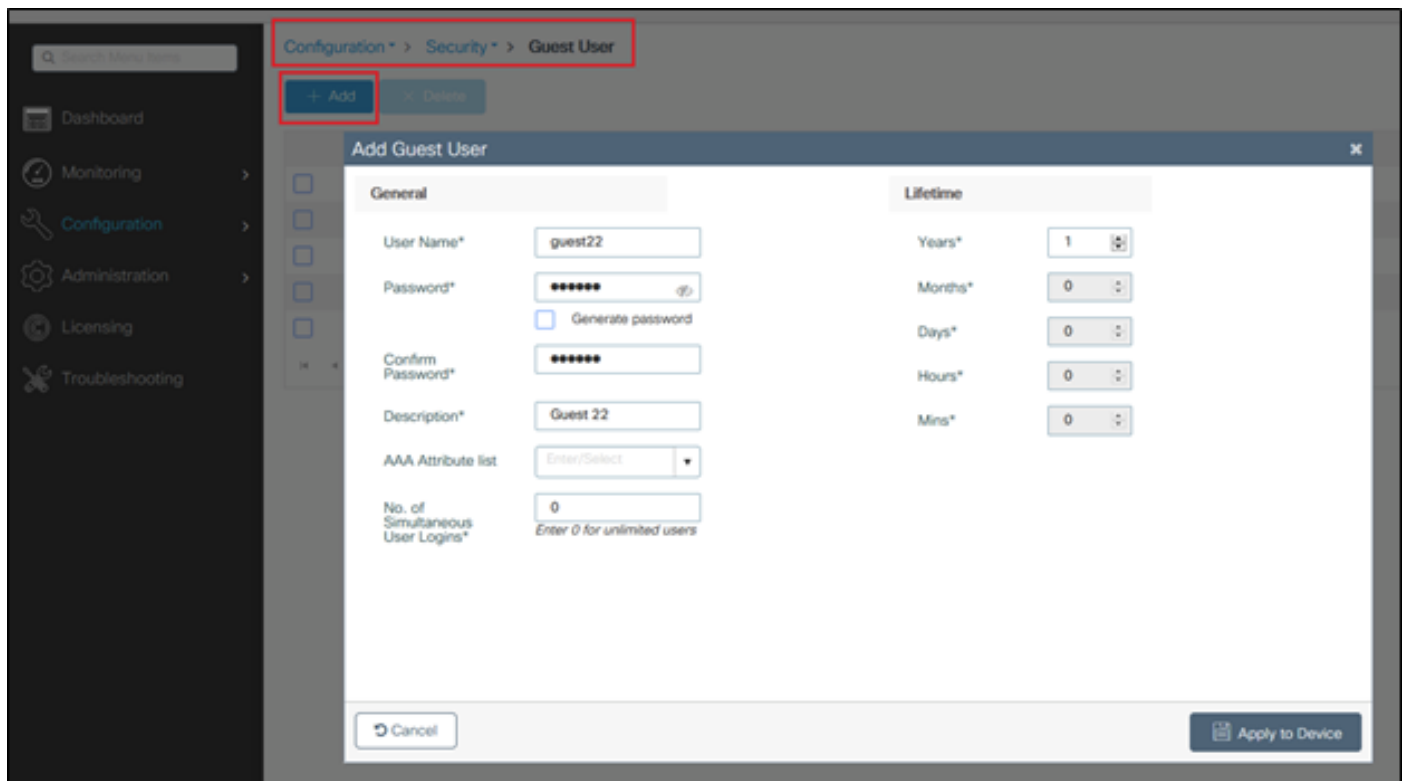 Search Menu Items
Configuration > Security > Guest User
+ Add
× Delete
Dashboard
Monitoring
Configuration
Administration
Licensing
Troubleshooting
Add Guest User
General
User Name* guest22
Password* ••••••
Generate password
Confirm
Password* ••••••
Description* Guest 22
AAA Attribute list Enter/Select
No. of
Simultaneous
User Logins* 0
Enter 0 for unlimited users
Lifetime
Years* 1
Months* 0
Days* 0
Hours* 0
Mins* 0
Cancel
Apply to Device